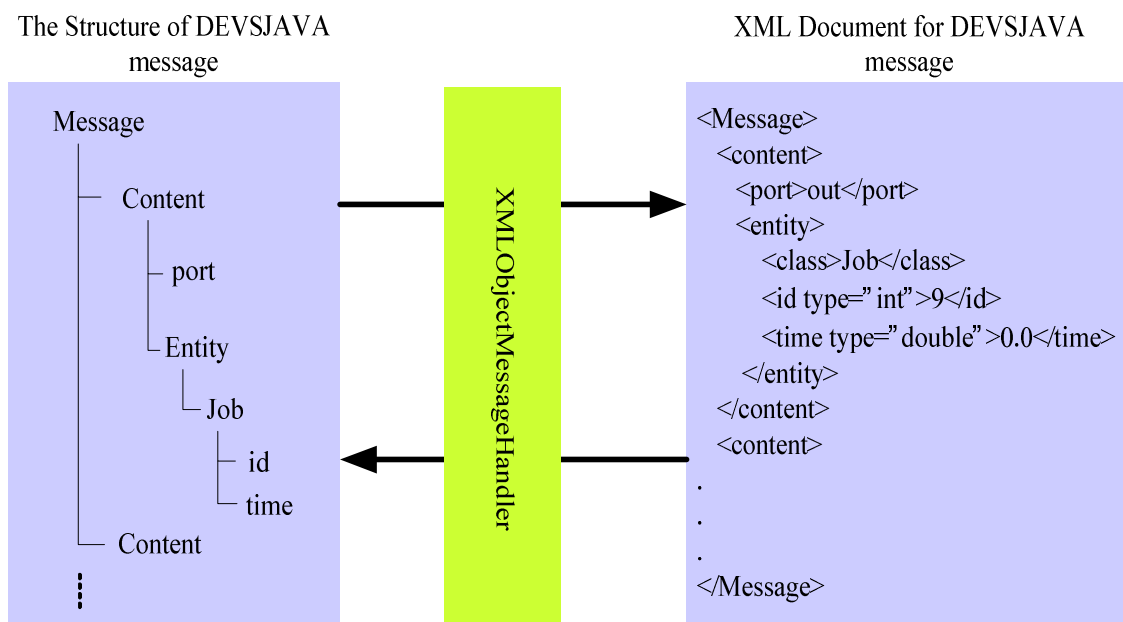 The Structure of DEVSJAVA
message
Message
Content
port
Entity
Job
id
time
Content
XMLObjectMessageHandler
XML Document for DEVSJAVA
message
<Message>
<content>
<port>out</port>
<entity>
<class>Job</class>
<id type=”int”>9</id>
<time type=”double”>0.0</time>
</entity>
</content>
<content>
.
.
.
</Message>